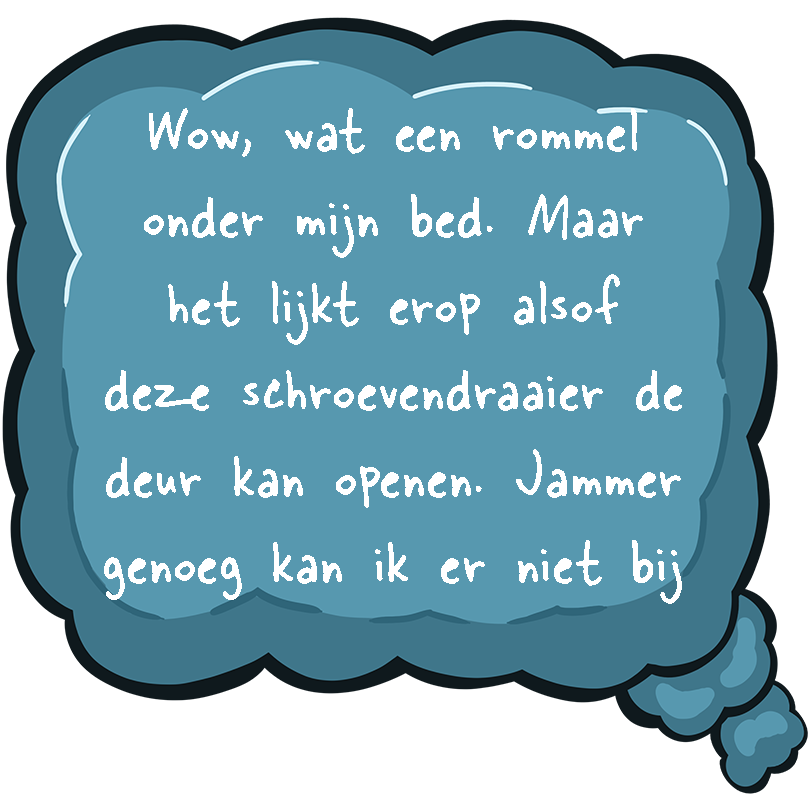 Wow, wat een rommel
onder mijn bed. Maar
het lijkt erop alsof
deze schroevendraaier de
deur kan openen. Jammer
genoeg kan ik er niet bij